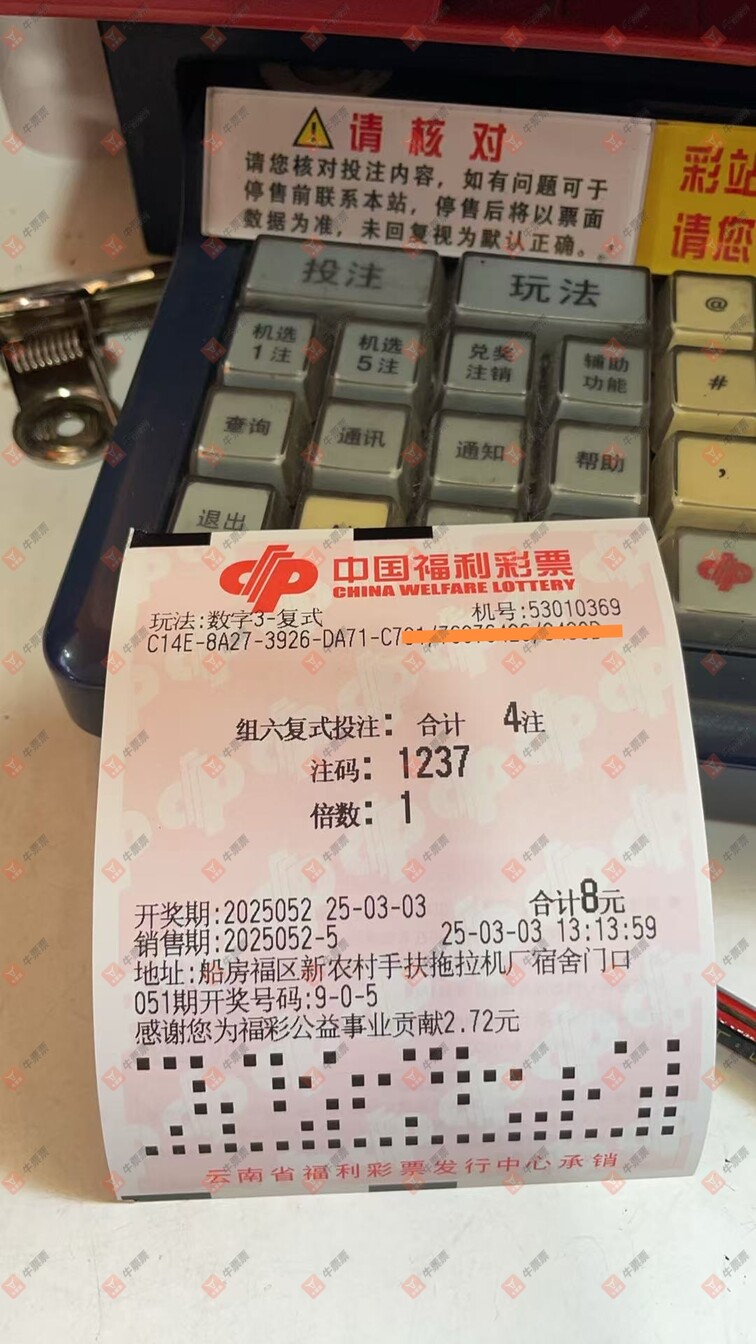 请核对
请您核对投注内容，如有问题可于
停售前联系本站，停售后将以票面
数据为准，未回复视为默认正确。
彩站
请您
投注
玩法
@
机选
1注
机选
5注
兑奖
注销
辅助
功能
#
查询
通讯
通知
帮助
,
退出
中国福利彩票
CHINA WELFARE LOTTERY
玩法:数字3-复式
机号:53010369
C14E-8A27-3926-DA71-C7
组六复式投注: 合计 4注
注码: 1237
倍数: 1
开奖期:2025052 25-03-03 合计8元
销售期:2025052-5 25-03-03 13:13:59
地址:船房福区新农村手扶拖拉机厂宿舍门口
051期开奖号码:9-0-5
感谢您为福彩公益事业贡献2.72元
云南省福利彩票发行中心承销
牛票票